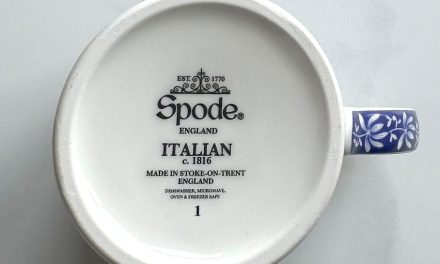 EST. 1770
Spode®
ENGLAND
ITALIAN
c. 1816
MADE IN STOKE-ON-TRENT
ENGLAND
DISHWASHER, MICROWAVE,
OVEN & FREEZER SAFE
1